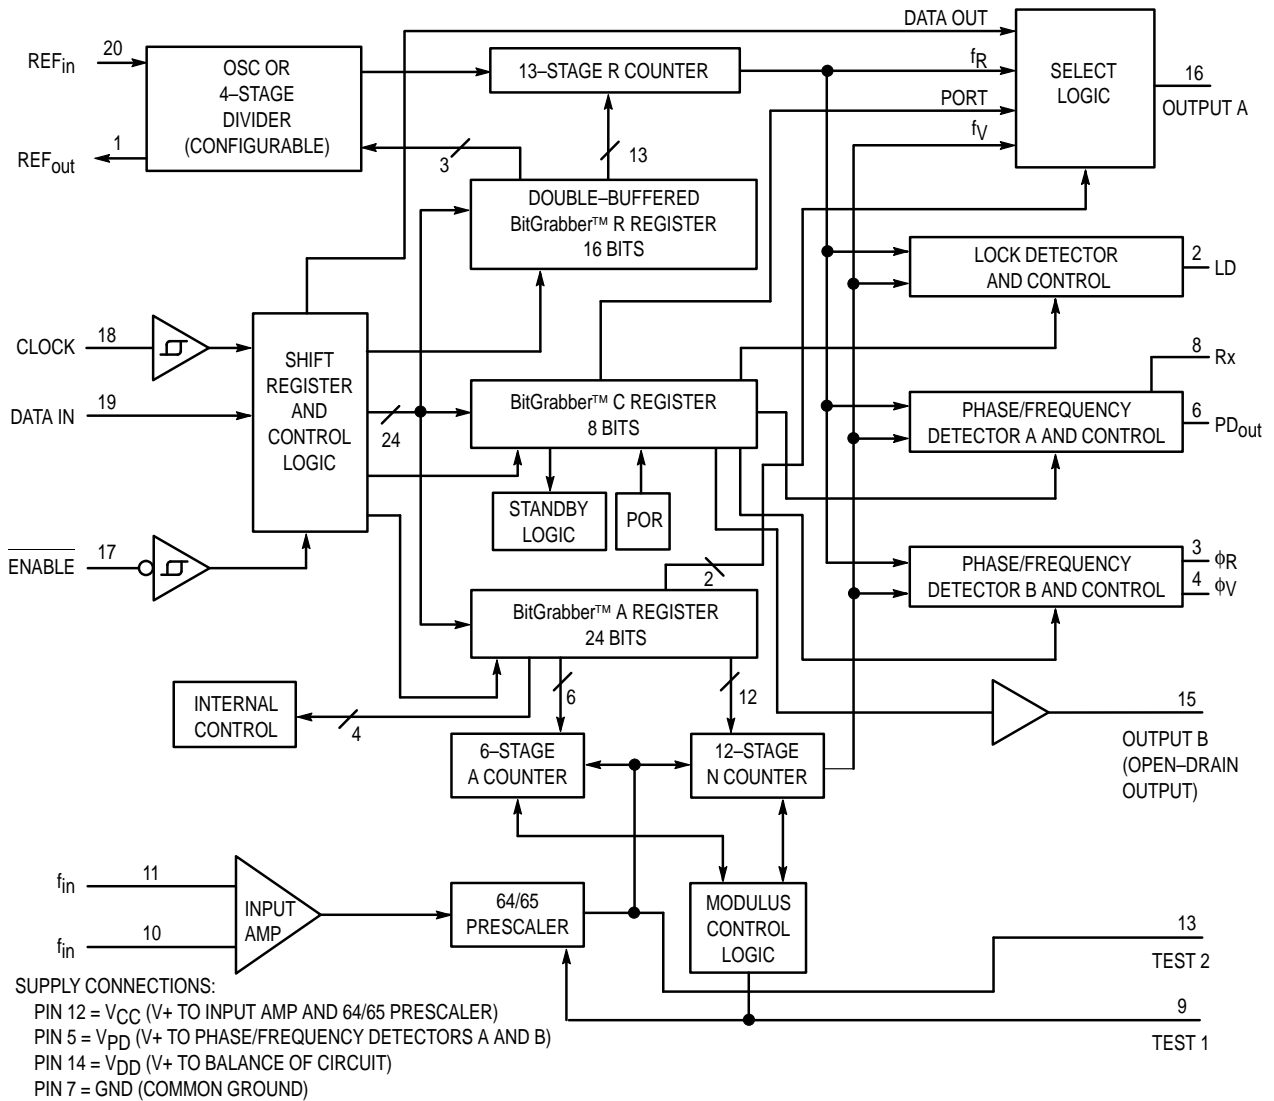 DATA OUT
20
REFin
OSC OR
4–STAGE
DIVIDER
(CONFIGURABLE)
1
REFout
13–STAGE R COUNTER
fR
PORT
fV
SELECT
LOGIC
16
OUTPUT A
3
13
DOUBLE–BUFFERED
BitGrabber™ R REGISTER
16 BITS
LOCK DETECTOR
AND CONTROL
2
LD
CLOCK
18
DATA IN
19
ENABLE
17
SHIFT
REGISTER
AND
CONTROL
LOGIC
24
BitGrabber™ C REGISTER
8 BITS
STANDBY
LOGIC
POR
8
Rx
PHASE/FREQUENCY
DETECTOR A AND CONTROL
6
PDout
PHASE/FREQUENCY
DETECTOR B AND CONTROL
3
ϕR
4
ϕV
2
BitGrabber™ A REGISTER
24 BITS
INTERNAL
CONTROL
4
6
12
6–STAGE
A COUNTER
12–STAGE
N COUNTER
15
OUTPUT B
(OPEN–DRAIN
OUTPUT)
fin
11
fin
10
INPUT
AMP
64/65
PRESCALER
MODULUS
CONTROL
LOGIC
13
TEST 2
9
TEST 1
SUPPLY CONNECTIONS:
PIN 12 = VCC (V+ TO INPUT AMP AND 64/65 PRESCALER)
PIN 5 = VPD (V+ TO PHASE/FREQUENCY DETECTORS A AND B)
PIN 14 = VDD (V+ TO BALANCE OF CIRCUIT)
PIN 7 = GND (COMMON GROUND)